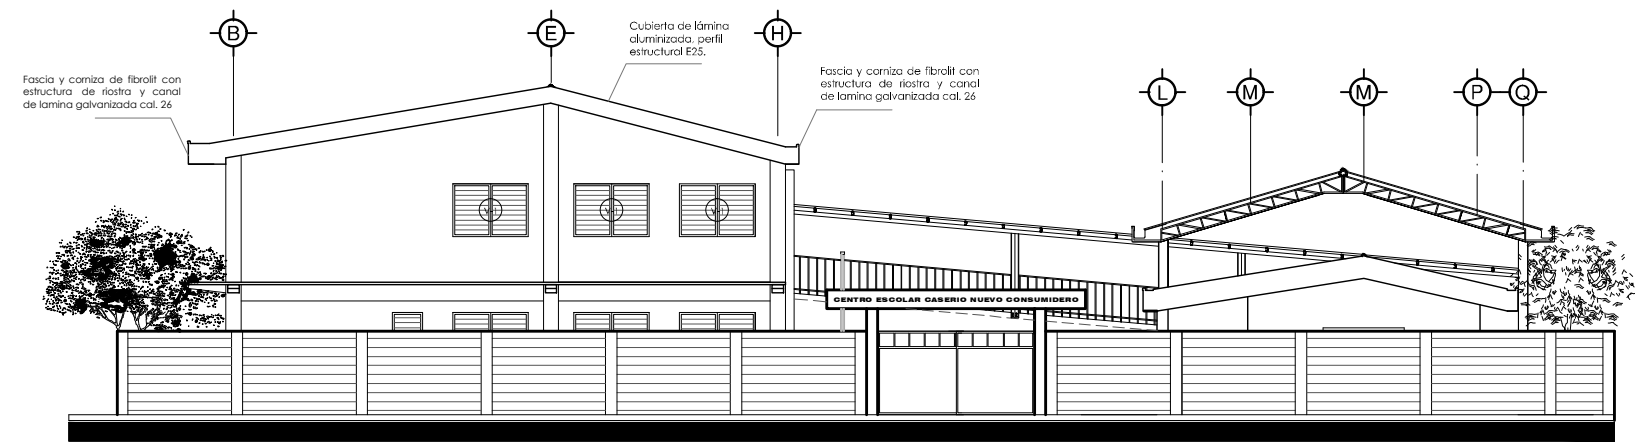 B
E
H
Cubierta de lámina
aluminizada, perfil
estructural E25.
Fascia y corniza de fibrolit con
estructura de riostra y canal
de lamina galvanizada cal. 26
Fascia y corniza de fibrolit con
estructura de riostra y canal
de lamina galvanizada cal. 26
L
M
M
P
Q
CENTRO ESCOLAR CASERIO NUEVO CONSUMIDERO